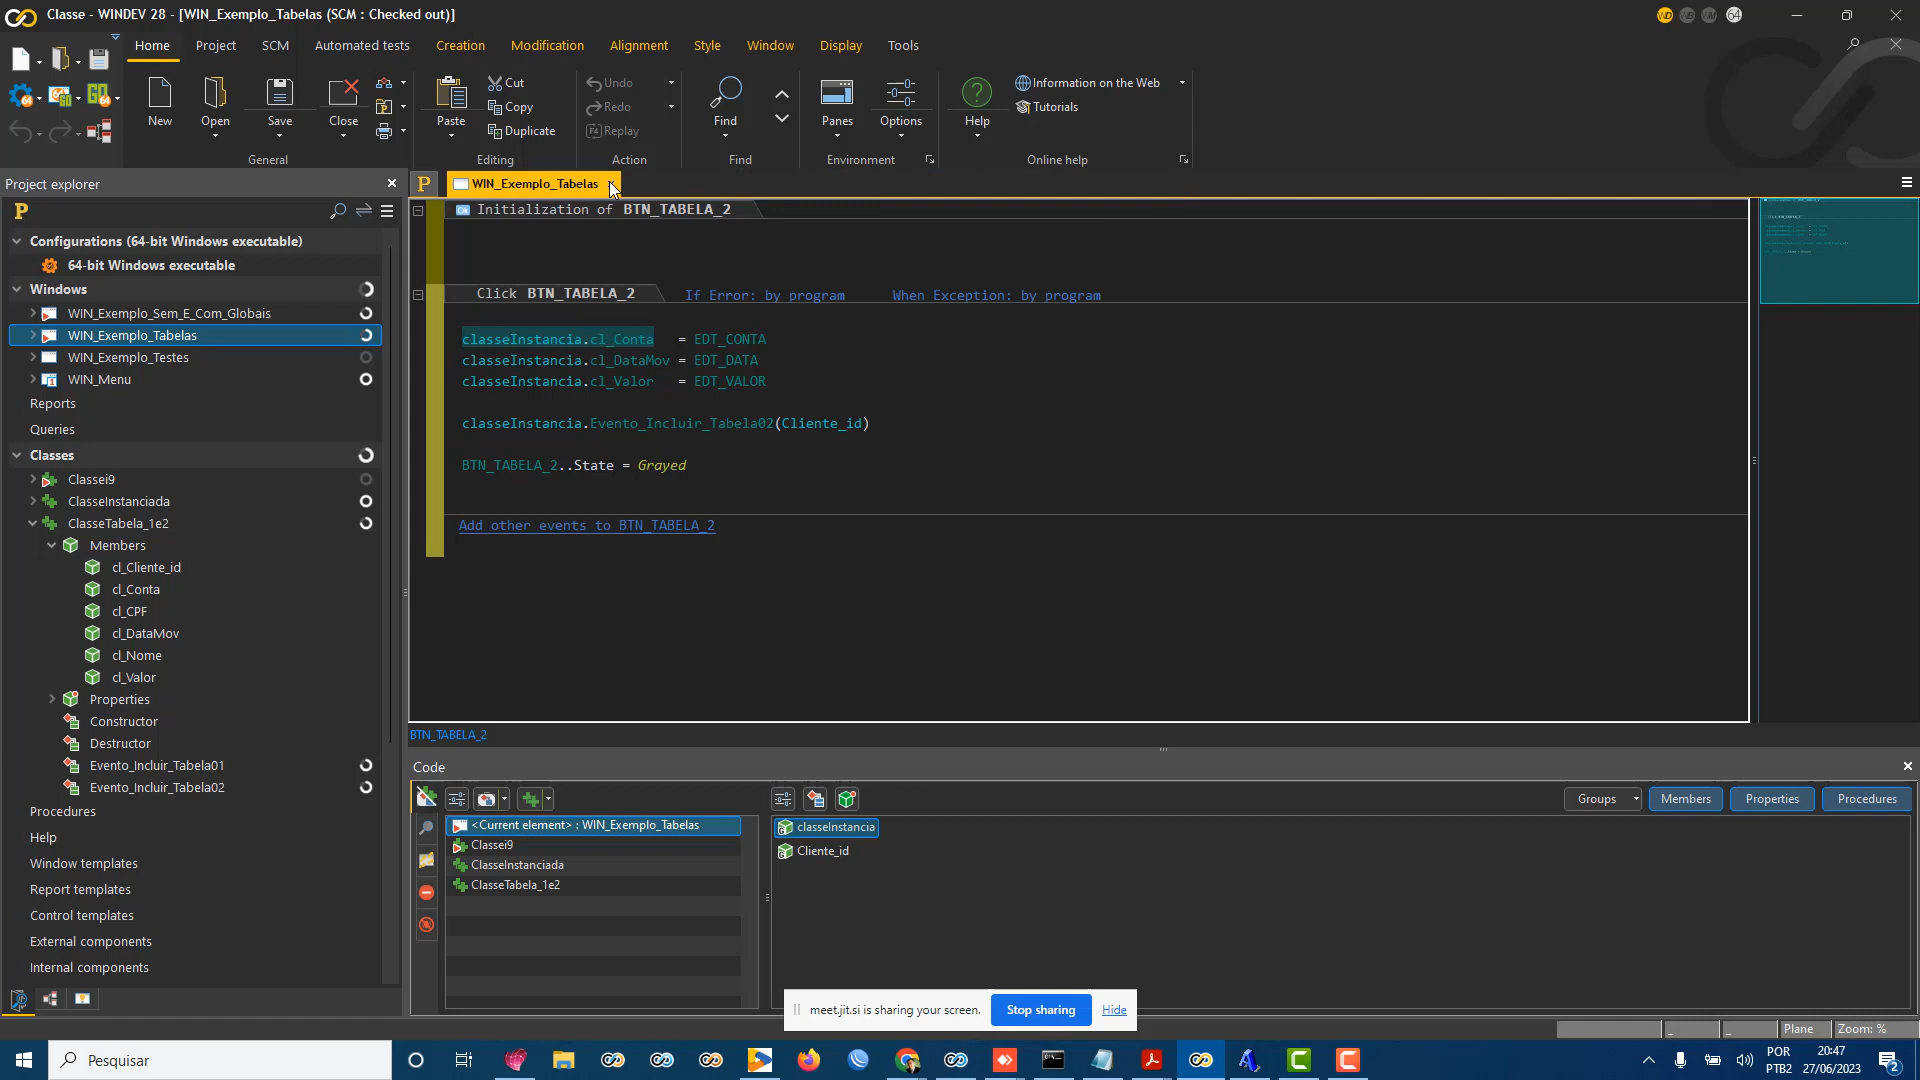 Classe - WINDEV 28 - [WIN_Exemplo_Tabelas (SCM : Checked out)]
Home Project SCM Automated tests Creation Modification Alignment Style Window Display Tools
New
Open
Save
Close
General
Paste
Cut
Copy
Duplicate
Editing
Undo
Redo
Replay
Action
Find
Find
Panes
Options
Environment
Help
Information on the Web
Tutorials
Online help
Project explorer
Configurations (64-bit Windows executable)
64-bit Windows executable
Windows
WIN_Exemplo_Sem_E_Com_Globais
WIN_Exemplo_Tabelas
WIN_Exemplo_Testes
WIN_Menu
Reports
Queries
Classes
Classei9
ClasseInstanciada
ClasseTabela_1e2
Members
cl_Cliente_id
cl_Conta
cl_CPF
cl_DataMov
cl_Nome
cl_Valor
Properties
Constructor
Destructor
Evento_Incluir_Tabela01
Evento_Incluir_Tabela02
Procedures
Help
Window templates
Report templates
Control templates
External components
Internal components
WIN_Exemplo_Tabelas
Initialization of BTN_TABELA_2
Click BTN_TABELA_2 If Error: by program When Exception: by program
classeInstancia.cl_Conta = EDT_CONTA
classeInstancia.cl_DataMov = EDT_DATA
classeInstancia.cl_Valor = EDT_VALOR
classeInstancia.Evento_Incluir_Tabela02(Cliente_id)
BTN_TABELA_2..State = Grayed
Add other events to BTN_TABELA_2
BTN_TABELA_2
Code
Groups Members Properties Procedures
<Current element> : WIN_Exemplo_Tabelas
Classei9
ClasseInstanciada
ClasseTabela_1e2
classeInstancia
Cliente_id
meet.jit.si is sharing your screen. Stop sharing Hide
Plane Zoom: %
Pesquisar
POR
PTB2
20:47
27/06/2023
2